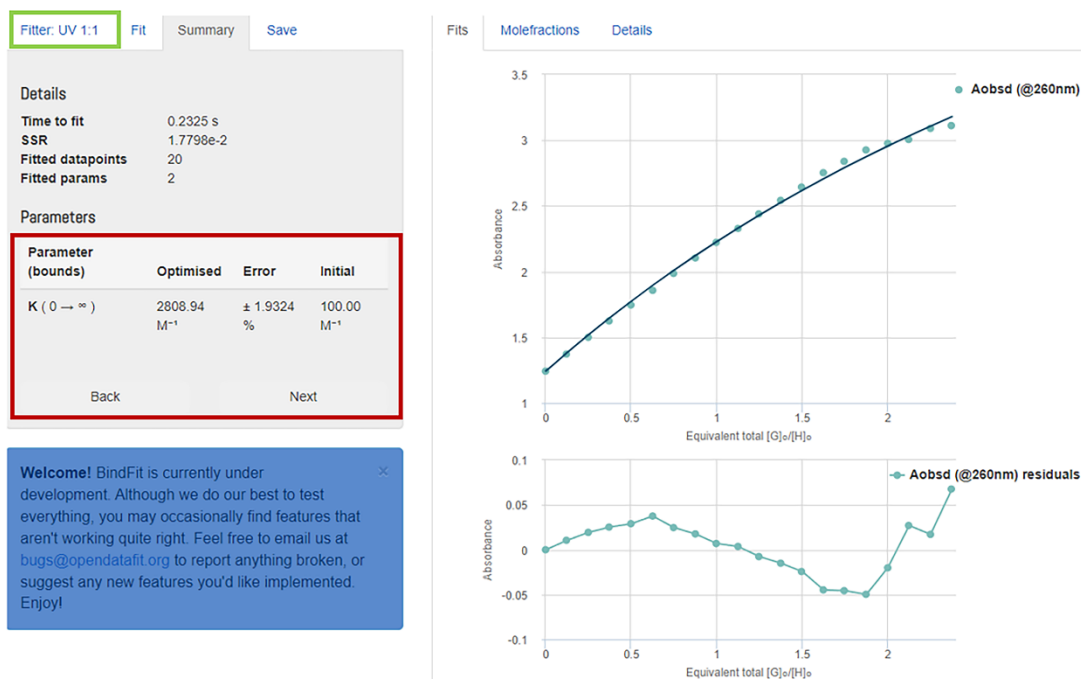 Fitter: UV 1:1 Fit Summary Save
Details
Time to fit 0.2325 s
SSR 1.7798e-2
Fitted datapoints 20
Fitted params 2
Parameters
Parameter
(bounds) Optimised Error Initial
K ( 0 → ∞ ) 2808.94 ± 1.9324 100.00
M⁻¹ % M⁻¹
Back Next
Welcome! BindFit is currently under ×
development. Although we do our best to test
everything, you may occasionally find features that
aren't working quite right. Feel free to email us at
bugs@opendatafit.org to report anything broken, or
suggest any new features you'd like implemented.
Enjoy!
Fits Molefractions Details
Aobsd (@260nm)
Absorbance
3.5
3
2.5
2
1.5
1
0 0.5 1 1.5 2
Equivalent total [G]₀/[H]₀
Aobsd (@260nm) residuals
Absorbance
0.1
0.05
0
-0.05
-0.1
0 0.5 1 1.5 2
Equivalent total [G]₀/[H]₀